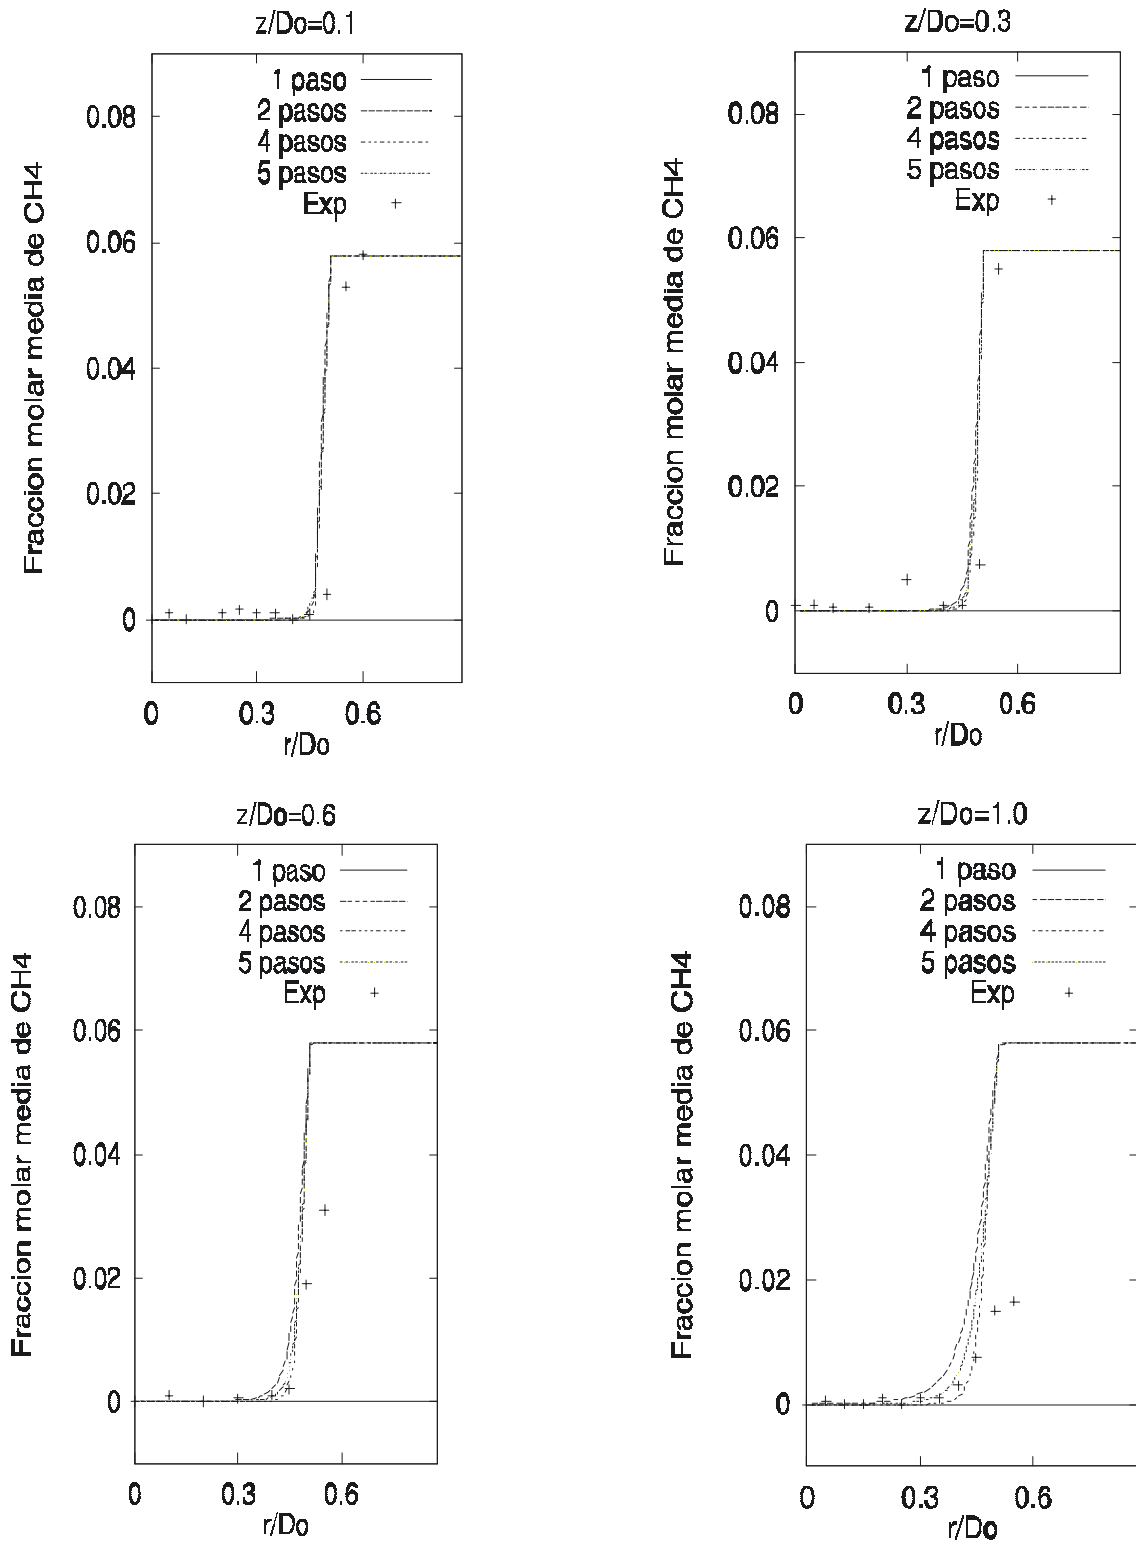 z/Do=0.1
1 paso
2 pasos
4 pasos
5 pasos
Exp
0.08
0.06
0.04
0.02
0
Fraccion molar media de CH4
0
0.3
0.6
r/Do
z/Do=0.3
1 paso
2 pasos
4 pasos
5 pasos
Exp
0.08
0.06
0.04
0.02
0
Fraccion molar media de CH4
0
0.3
0.6
r/Do
z/Do=0.6
1 paso
2 pasos
4 pasos
5 pasos
Exp
0.08
0.06
0.04
0.02
0
Fraccion molar media de CH4
0
0.3
0.6
r/Do
z/Do=1.0
1 paso
2 pasos
4 pasos
5 pasos
Exp
0.08
0.06
0.04
0.02
0
Fraccion molar media de CH4
0
0.3
0.6
r/Do